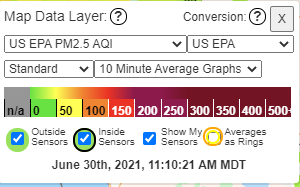 Map Data Layer: ? Conversion: ? X
US EPA PM2.5 AQI US EPA
Standard 10 Minute Average Graphs
n/a 0 50 100 150 200 250 300 350 400 500+
Outside Sensors Inside Sensors Show My Sensors Averages as Rings
June 30th, 2021, 11:10:21 AM MDT